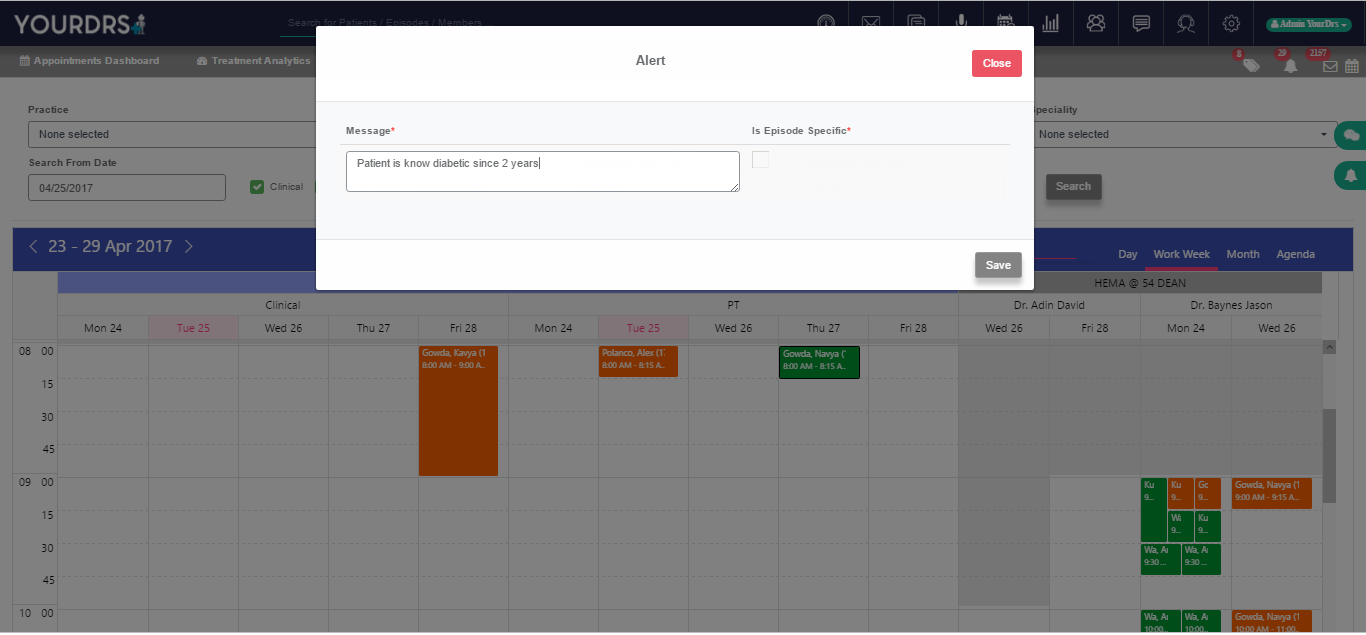 YOURDRS
Search for Patients / Episodes / Members
Admin YourDrs
Appointments Dashboard
Treatment Analytics
8
29
2157
Alert
Close
Message*
Is Episode Specific*
Patient is know diabetic since 2 years
Save
Practice
None selected
Speciality
None selected
Search From Date
04/25/2017
Clinical
Search
23 - 29 Apr 2017
Day
Work Week
Month
Agenda
HEMA @ 54 DEAN
Clinical
PT
Dr. Adin David
Dr. Baynes Jason
Mon 24
Tue 25
Wed 26
Thu 27
Fri 28
Mon 24
Tue 25
Wed 26
Thu 27
Fri 28
Wed 26
Fri 28
Mon 24
Wed 26
08 00
Gowda, Kavya (1
8:00 AM - 9:00 A..
Polanco, Alex (1
8:00 AM - 8:15 A..
Gowda, Navya (
8:00 AM - 8:15 A..
15
30
45
09 00
Ku
9...
Ku
9...
Gc
9...
Gowda, Navya (1
9:00 AM - 9:15 A...
15
Wa
9...
Ku
9...
30
Wa, A
9:30 ...
Wa, A
9:30 ...
45
10 00
Wa, A
10:00...
Wa, A
10:00...
Gowda, Navya (1
10:00 AM - 11:00...